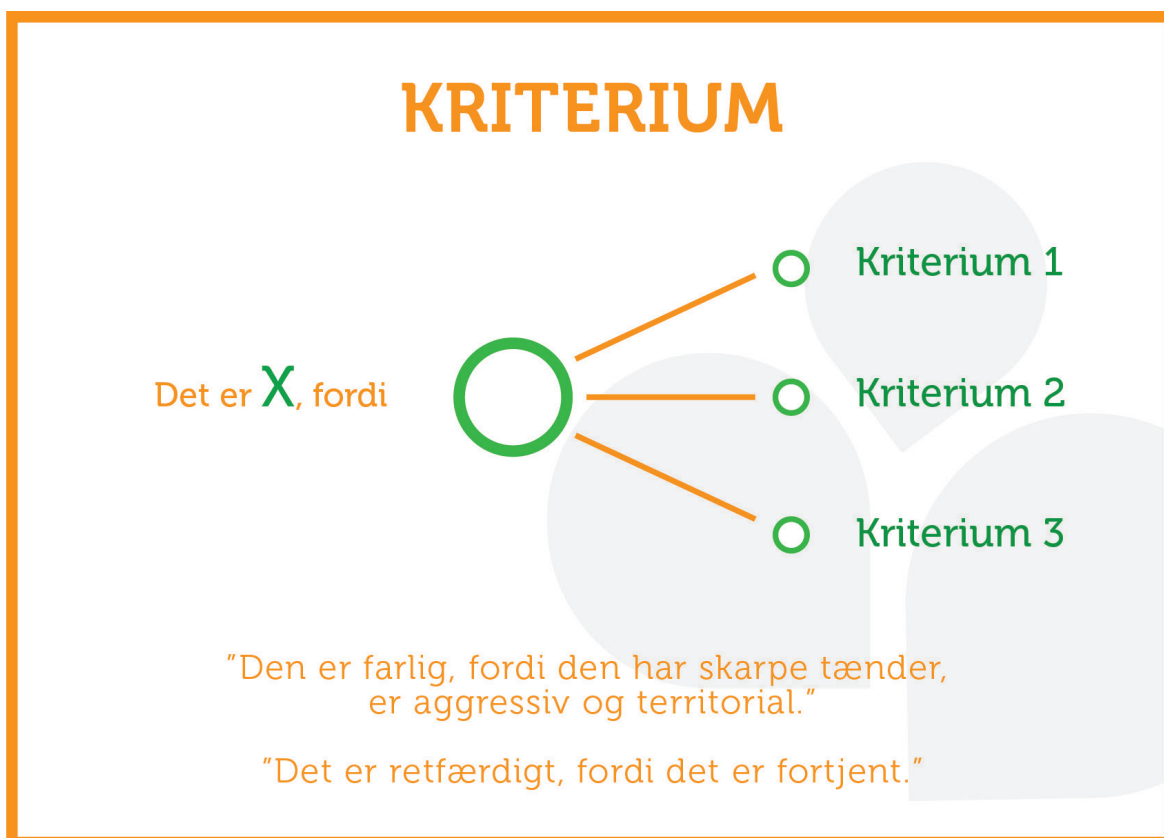 KRITERIUM
Kriterium 1
Det er X, fordi
Kriterium 2
Kriterium 3
"Den er farlig, fordi den har skarpe tænder,
er aggressiv og territorial."
"Det er retfærdigt, fordi det er fortjent."